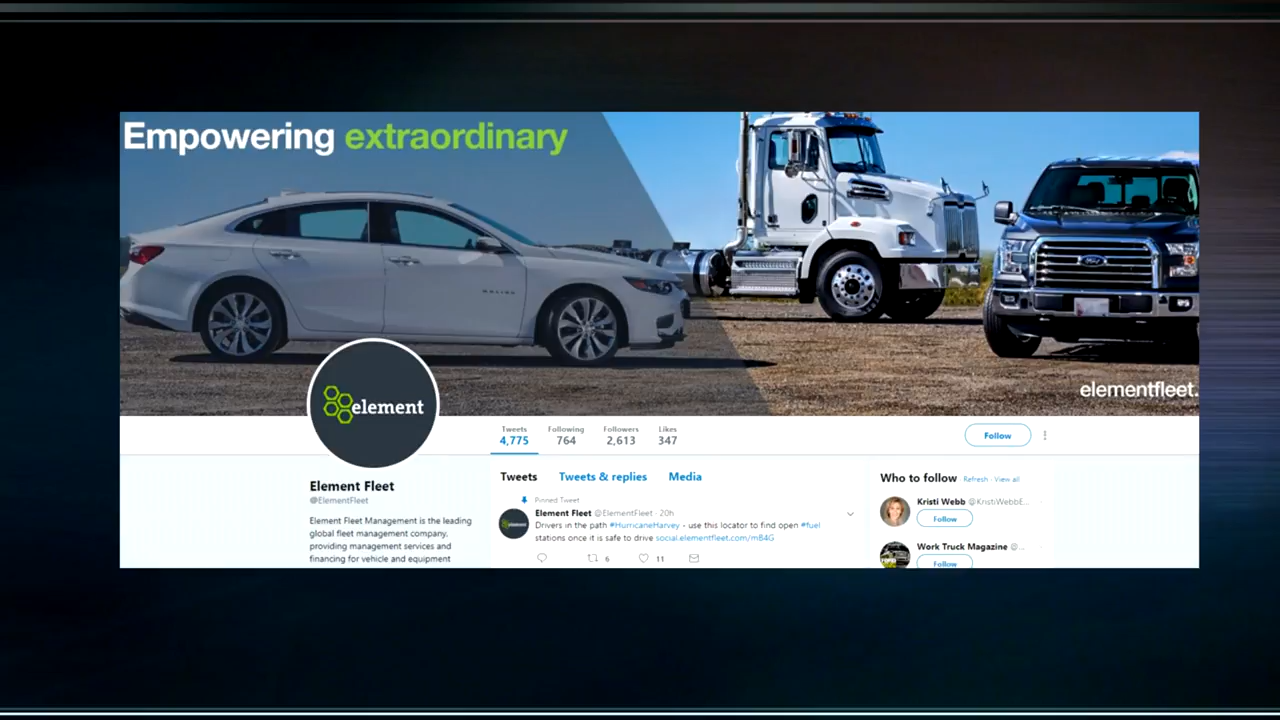 Empowering extraordinary
elementfleet.
element
Tweets Following Followers Likes
4,775 764 2,613 347
Follow
Element Fleet
@ElementFleet
Element Fleet Management is the leading
global fleet management company,
providing management services and
financing for vehicle and equipment
Tweets Tweets & replies Media
Pinned Tweet
Element Fleet @ElementFleet · 20h
Drivers in the path #HurricaneHarvey - use this locator to find open #fuel
stations once it is safe to drive social.elementfleet.com/mB4G
6 11
Who to follow Refresh · View all
Kristi Webb @KristiWebbE...
Follow
Work Truck Magazine @...
Follow